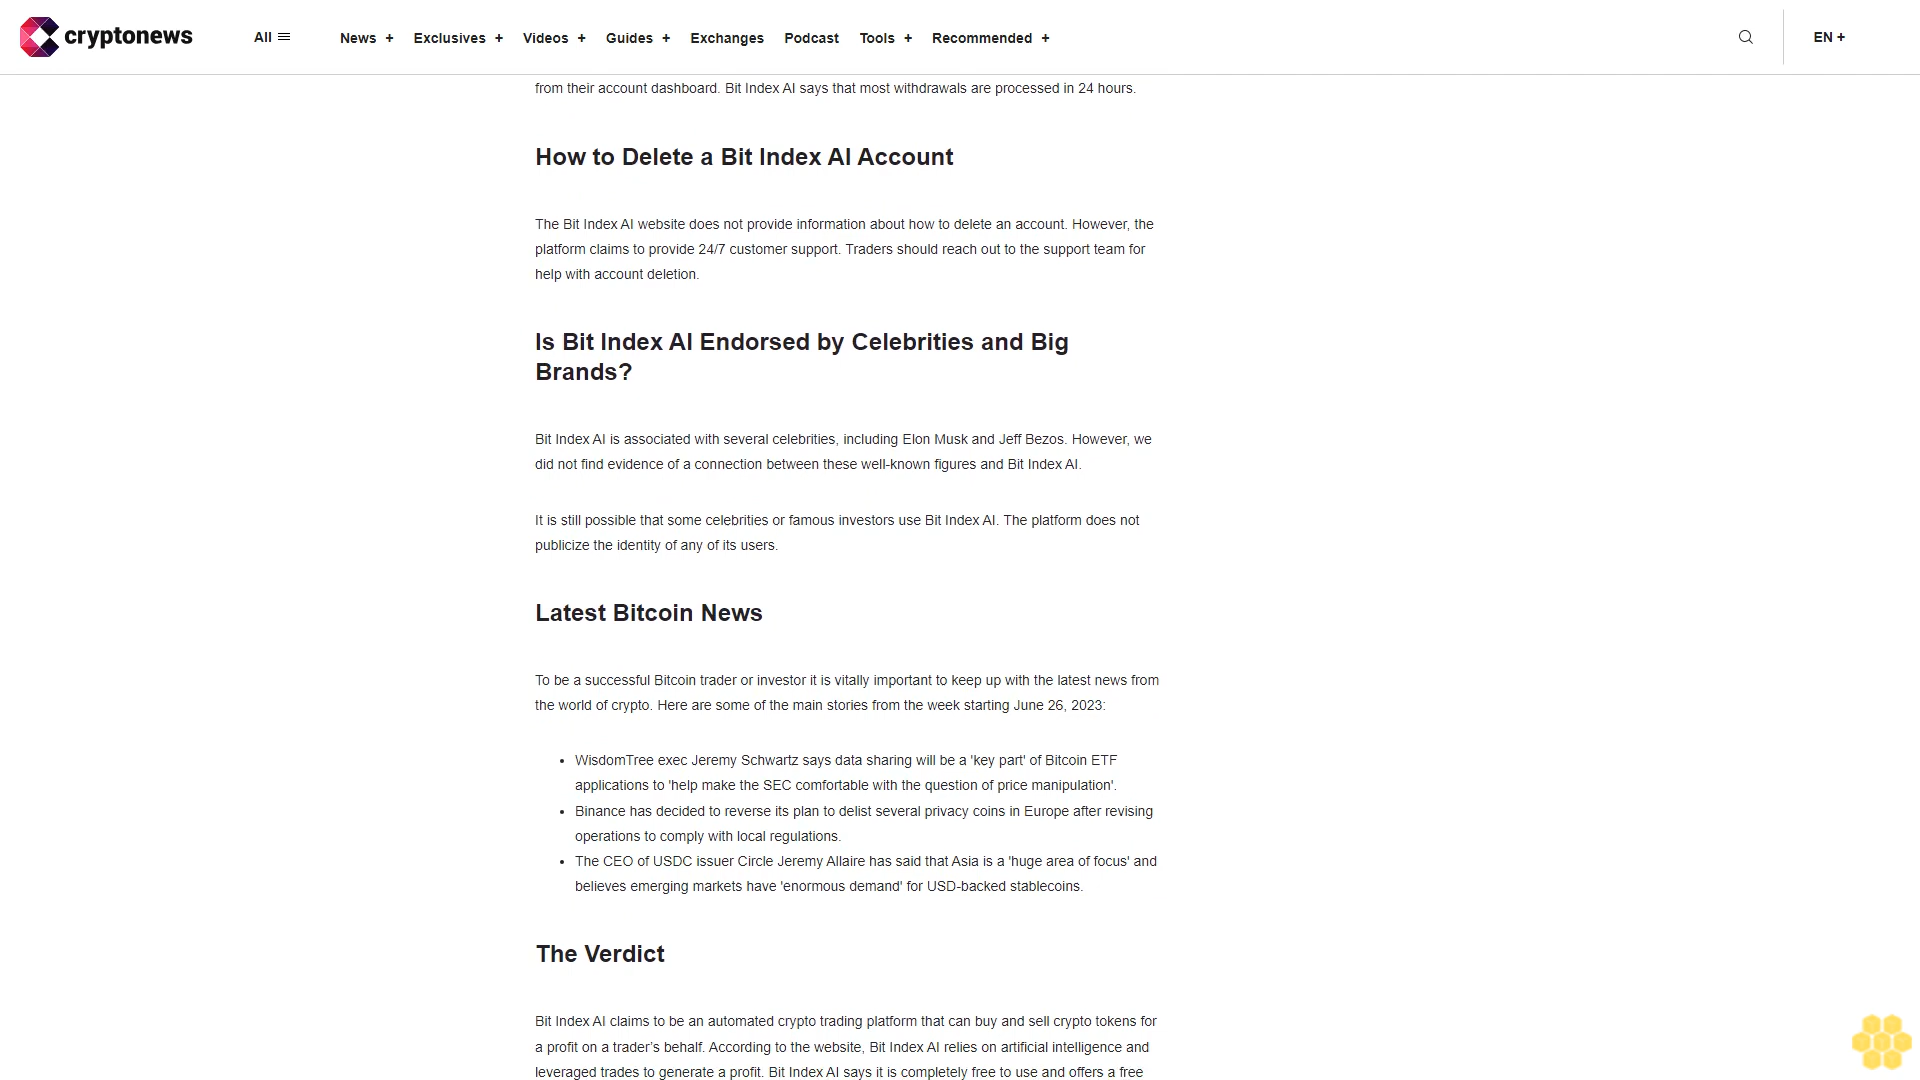 cryptonews
All
News +
Exclusives +
Videos +
Guides +
Exchanges
Podcast
Tools +
Recommended +
EN +
from their account dashboard. Bit Index AI says that most withdrawals are processed in 24 hours.
How to Delete a Bit Index AI Account
The Bit Index AI website does not provide information about how to delete an account. However, the
platform claims to provide 24/7 customer support. Traders should reach out to the support team for
help with account deletion.
Is Bit Index AI Endorsed by Celebrities and Big
Brands?
Bit Index AI is associated with several celebrities, including Elon Musk and Jeff Bezos. However, we
did not find evidence of a connection between these well-known figures and Bit Index AI.
It is still possible that some celebrities or famous investors use Bit Index AI. The platform does not
publicize the identity of any of its users.
Latest Bitcoin News
To be a successful Bitcoin trader or investor it is vitally important to keep up with the latest news from
the world of crypto. Here are some of the main stories from the week starting June 26, 2023:
• WisdomTree exec Jeremy Schwartz says data sharing will be a 'key part' of Bitcoin ETF
applications to 'help make the SEC comfortable with the question of price manipulation'.
• Binance has decided to reverse its plan to delist several privacy coins in Europe after revising
operations to comply with local regulations.
• The CEO of USDC issuer Circle Jeremy Allaire has said that Asia is a 'huge area of focus' and
believes emerging markets have 'enormous demand' for USD-backed stablecoins.
The Verdict
Bit Index AI claims to be an automated crypto trading platform that can buy and sell crypto tokens for
a profit on a trader’s behalf. According to the website, Bit Index AI relies on artificial intelligence and
leveraged trades to generate a profit. Bit Index AI says it is completely free to use and offers a free